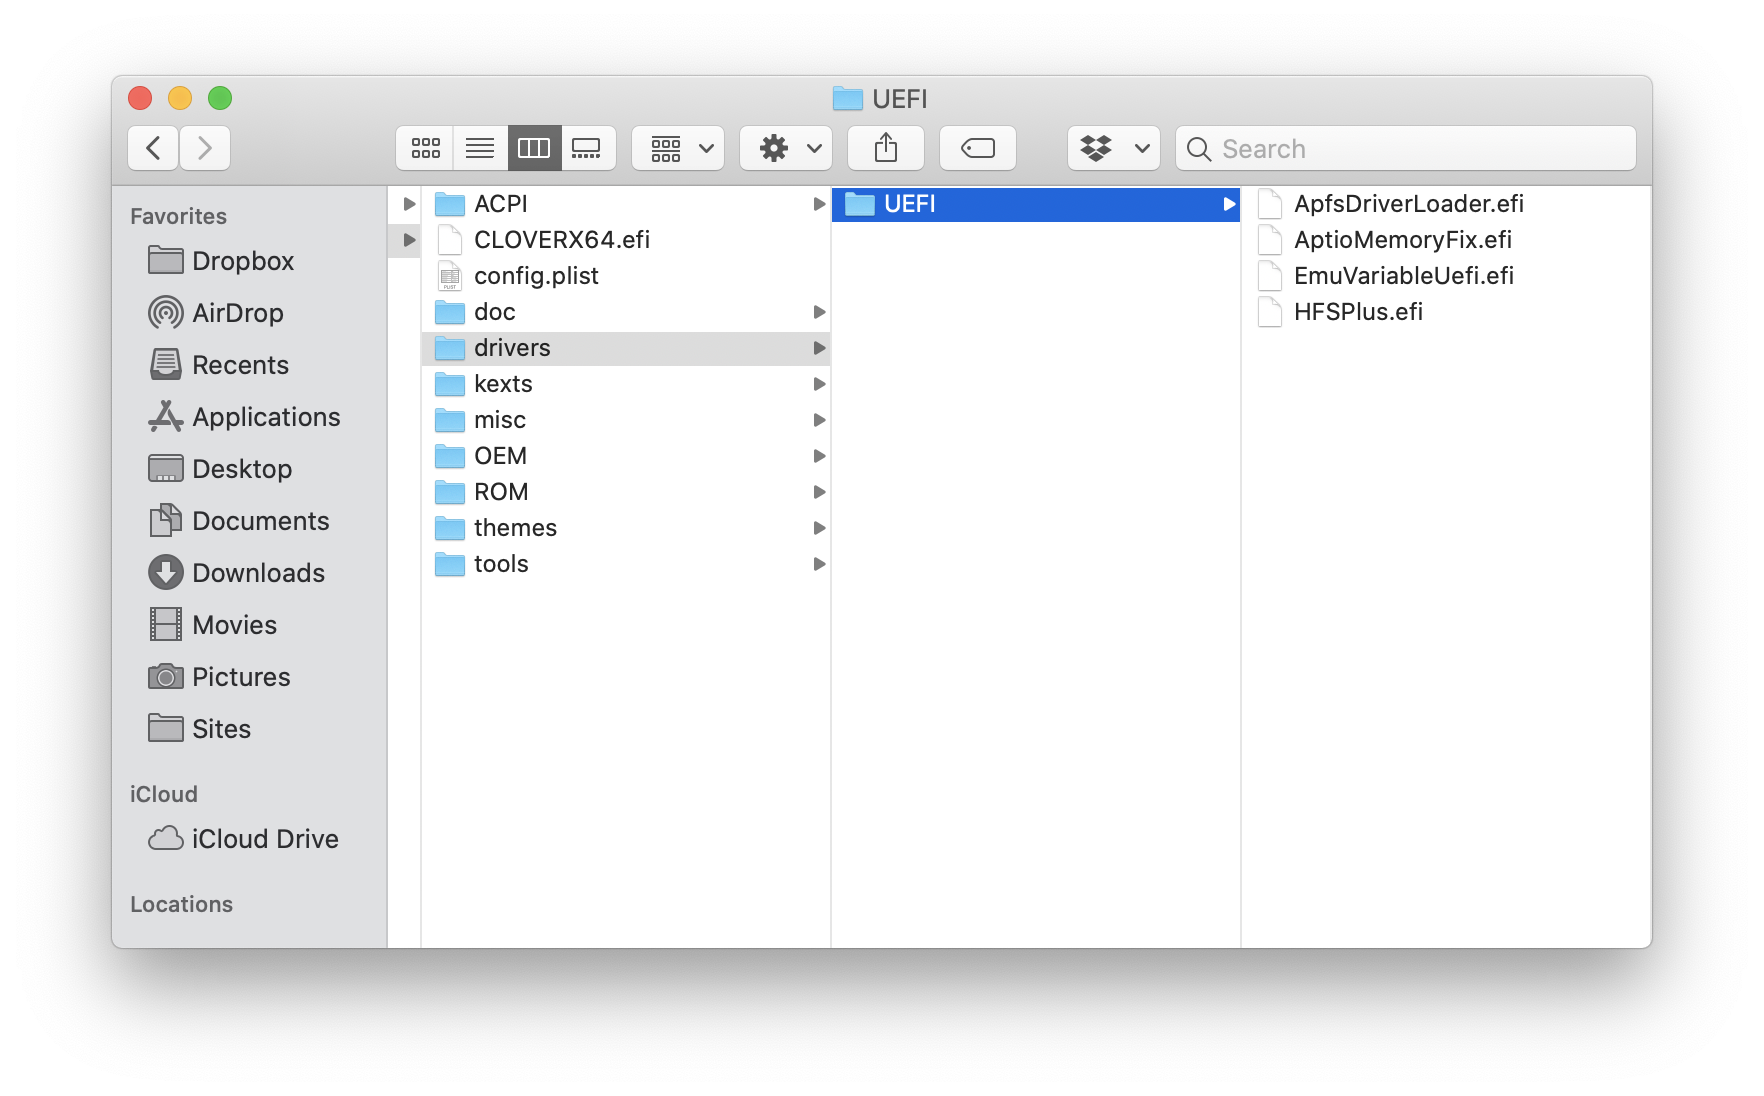 UEFI
Search
Favorites
Dropbox
AirDrop
Recents
Applications
Desktop
Documents
Downloads
Movies
Pictures
Sites
iCloud
iCloud Drive
Locations
ACPI
CLOVERX64.efi
config.plist
doc
drivers
kexts
misc
OEM
ROM
themes
tools
UEFI
ApfsDriverLoader.efi
AptioMemoryFix.efi
EmuVariableUefi.efi
HFSPlus.efi